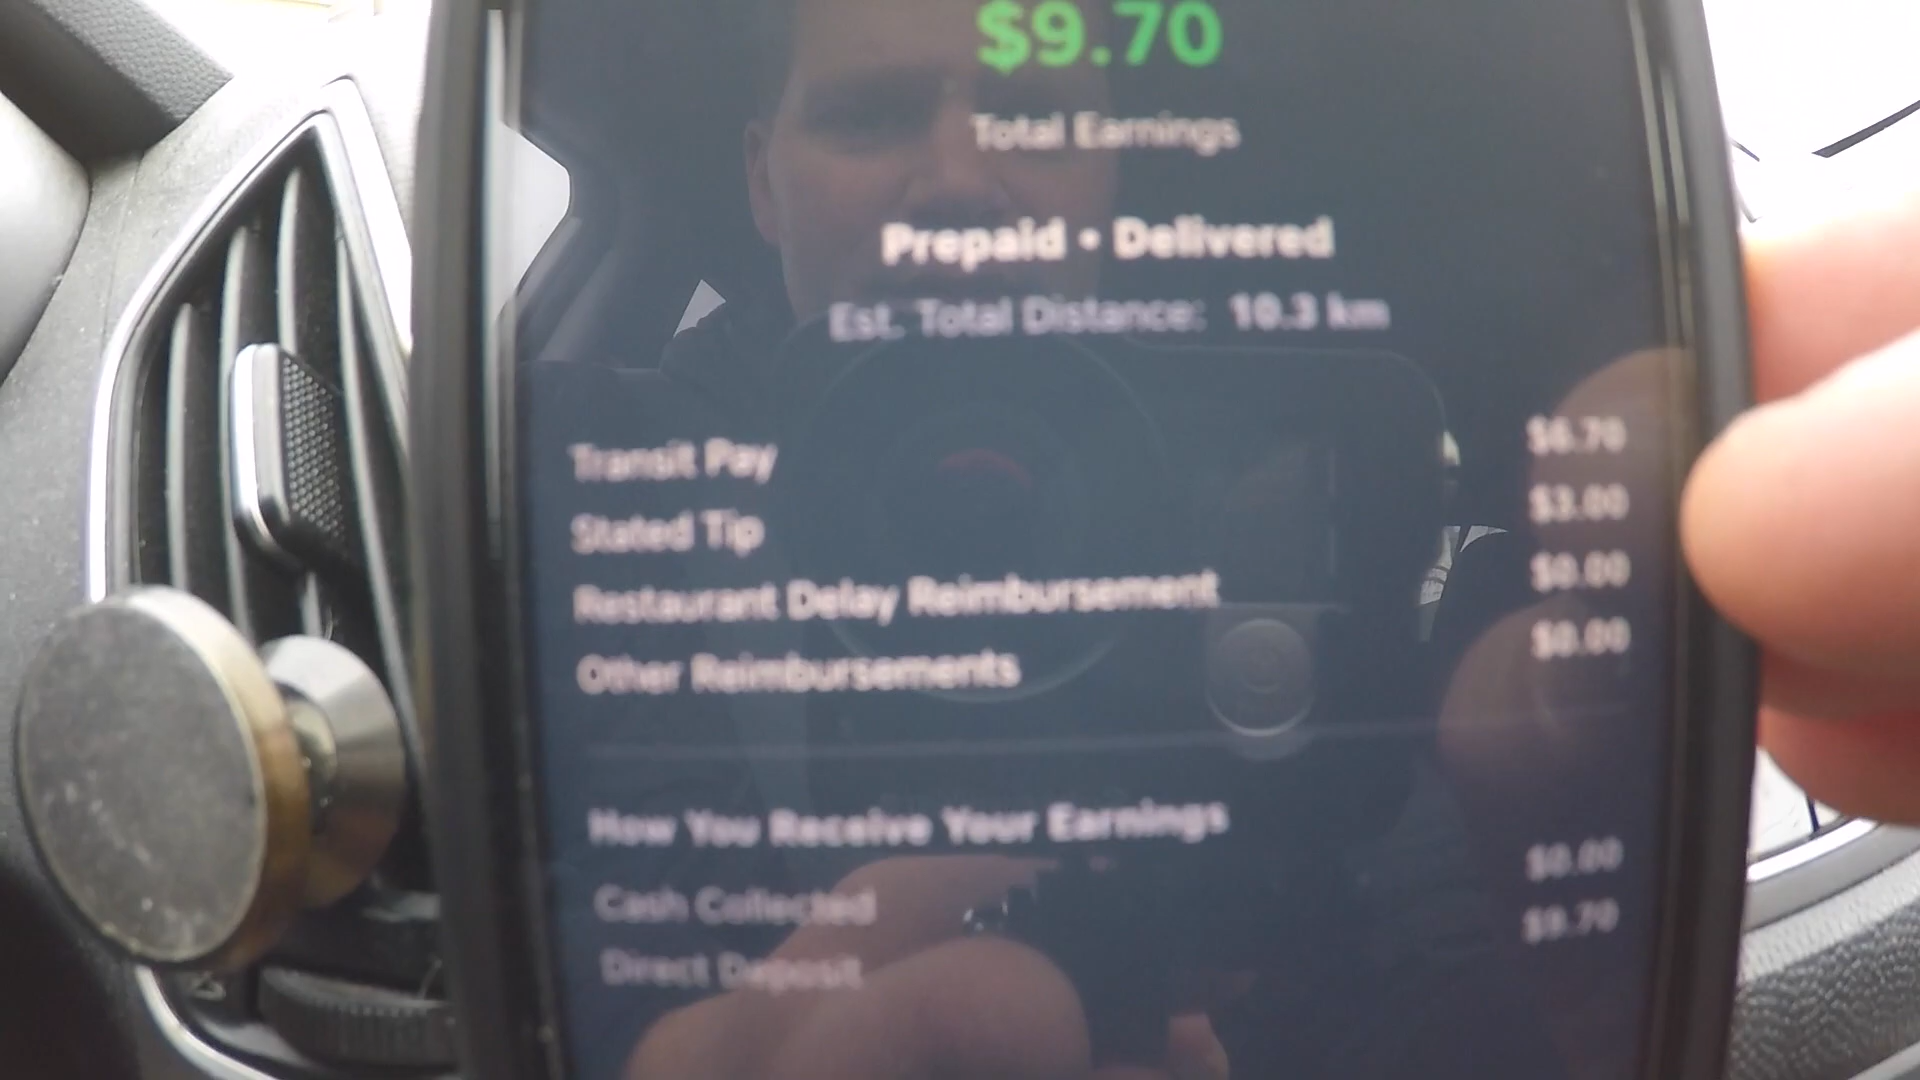 $9.70
Total Earnings
Prepaid • Delivered
Est. Total Distance: 10.3 km
Transit Pay $6.70
Stated Tip $3.00
Restaurant Delay Reimbursement $0.00
Other Reimbursements $0.00
How You Receive Your Earnings
Cash Collected $0.00
Direct Deposit $9.70